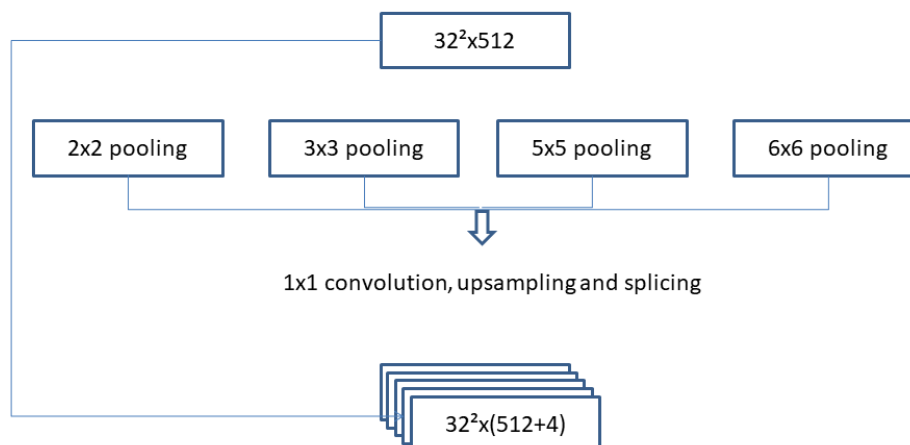 32²x512
2x2 pooling
3x3 pooling
5x5 pooling
6x6 pooling
1x1 convolution, upsampling and splicing
32²x(512+4)